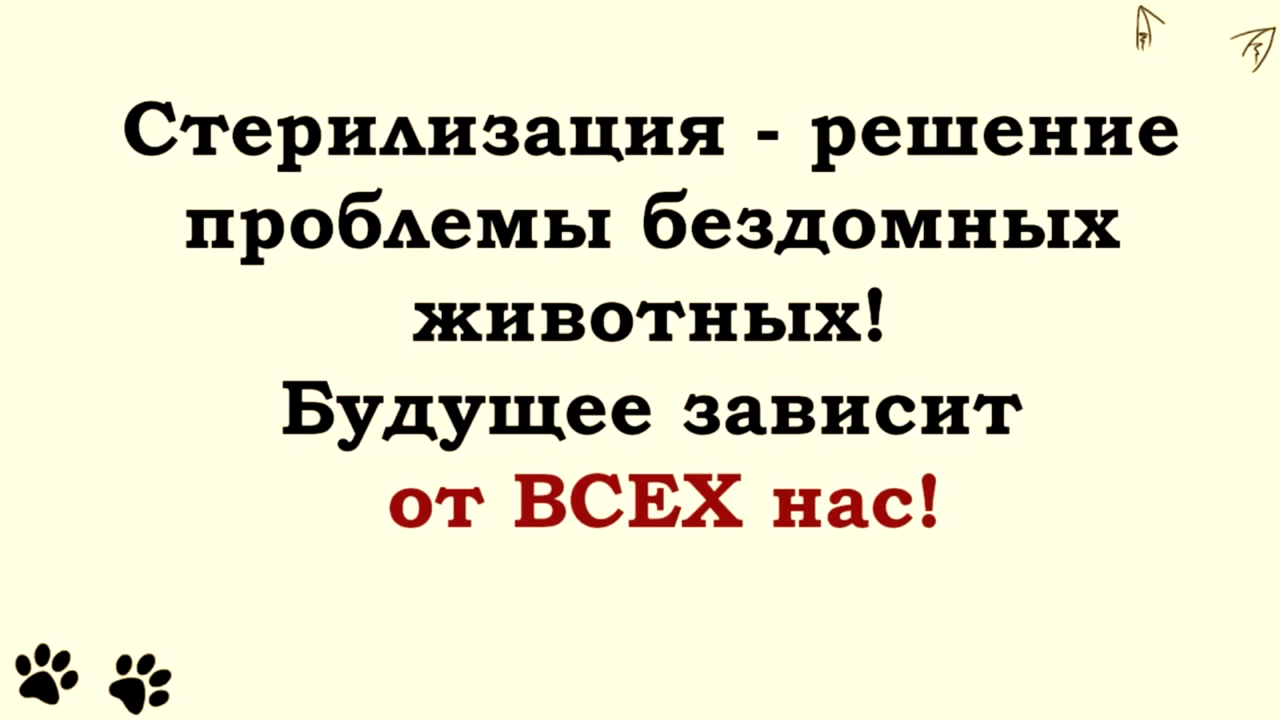 Стерилизация - решение
проблемы бездомных
животных!
Будущее зависит
от ВСЕХ нас!